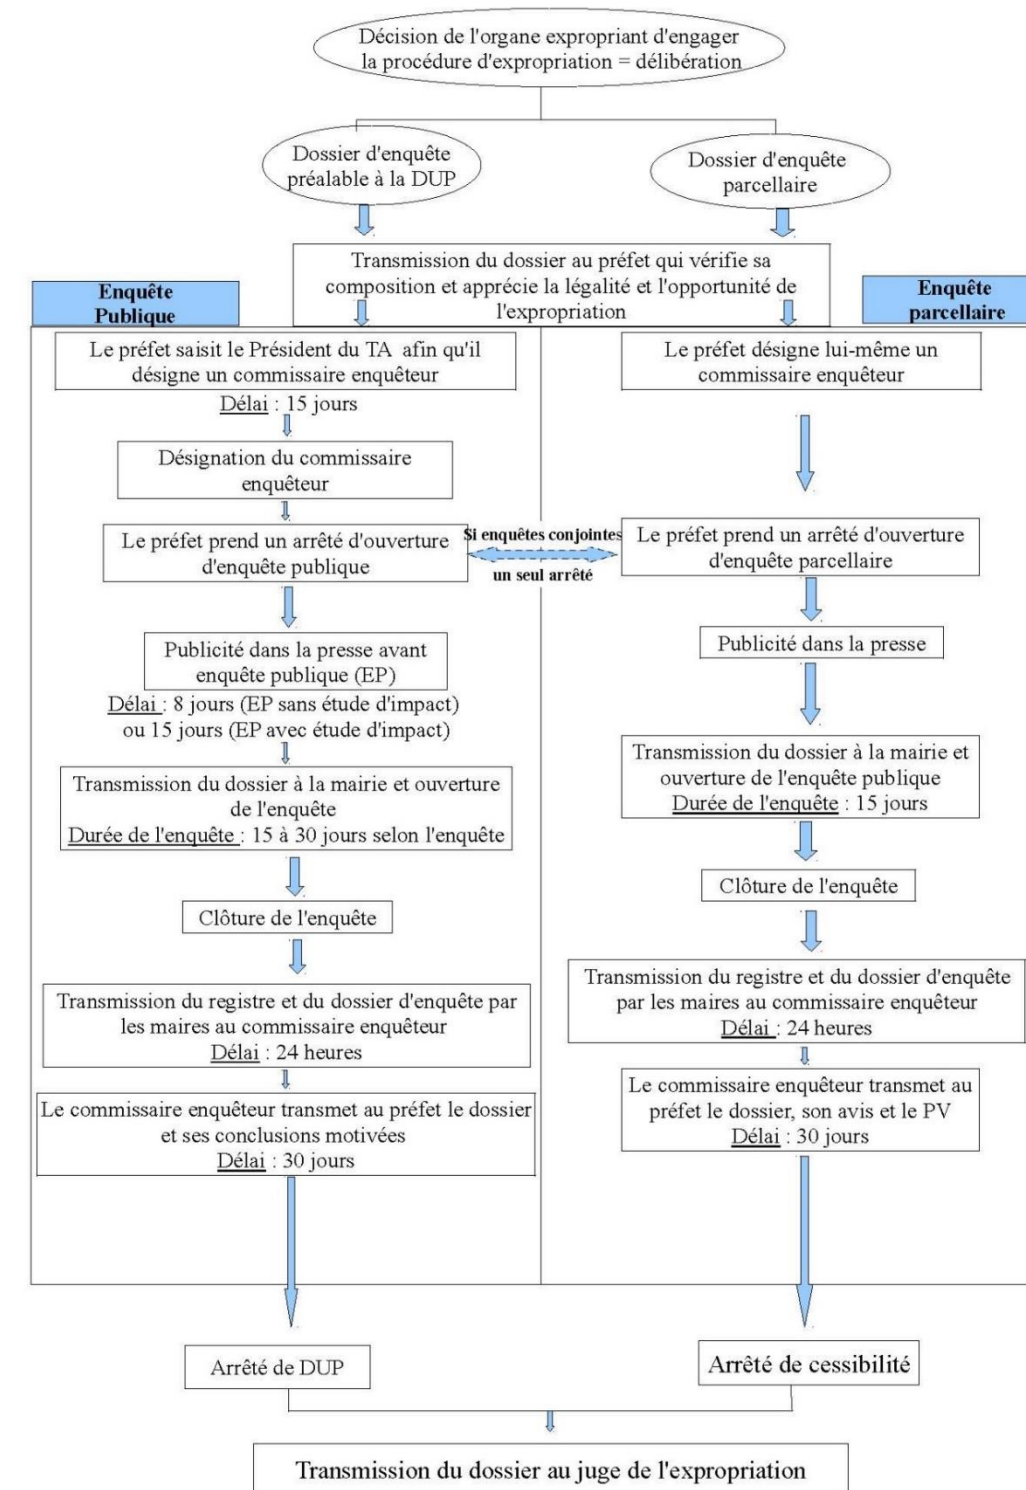 Décision de l'organe expropriant d'engager
la procédure d'expropriation = délibération
Dossier d'enquête
préalable à la DUP
Dossier d'enquête
parcellaire
Transmission du dossier au préfet qui vérifie sa
composition et apprécie la légalité et l'opportunité de
l'expropriation
Enquête
Publique
Enquête
parcellaire
Le préfet saisit le Président du TA afin qu'il
désigne un commissaire enquêteur
Délai : 15 jours
Désignation du commissaire
enquêteur
Le préfet prend un arrêté d'ouverture
d'enquête publique
Publicité dans la presse avant
enquête publique (EP)
Délai : 8 jours (EP sans étude d'impact)
ou 15 jours (EP avec étude d'impact)
Transmission du dossier à la mairie et ouverture
de l'enquête
Durée de l'enquête : 15 à 30 jours selon l'enquête
Clôture de l'enquête
Transmission du registre et du dossier d'enquête par
les maires au commissaire enquêteur
Délai : 24 heures
Le commissaire enquêteur transmet au préfet le dossier
et ses conclusions motivées
Délai : 30 jours
Si enquêtes conjointes
un seul arrêté
Le préfet désigne lui-même un
commissaire enquêteur
Le préfet prend un arrêté d'ouverture
d'enquête parcellaire
Publicité dans la presse
Transmission du dossier à la mairie et
ouverture de l'enquête publique
Durée de l'enquête : 15 jours
Clôture de l'enquête
Transmission du registre et du dossier d'enquête
par les maires au commissaire enquêteur
Délai : 24 heures
Le commissaire enquêteur transmet au
préfet le dossier, son avis et le PV
Délai : 30 jours
Arrêté de DUP
Arrêté de cessibilité
Transmission du dossier au juge de l'expropriation